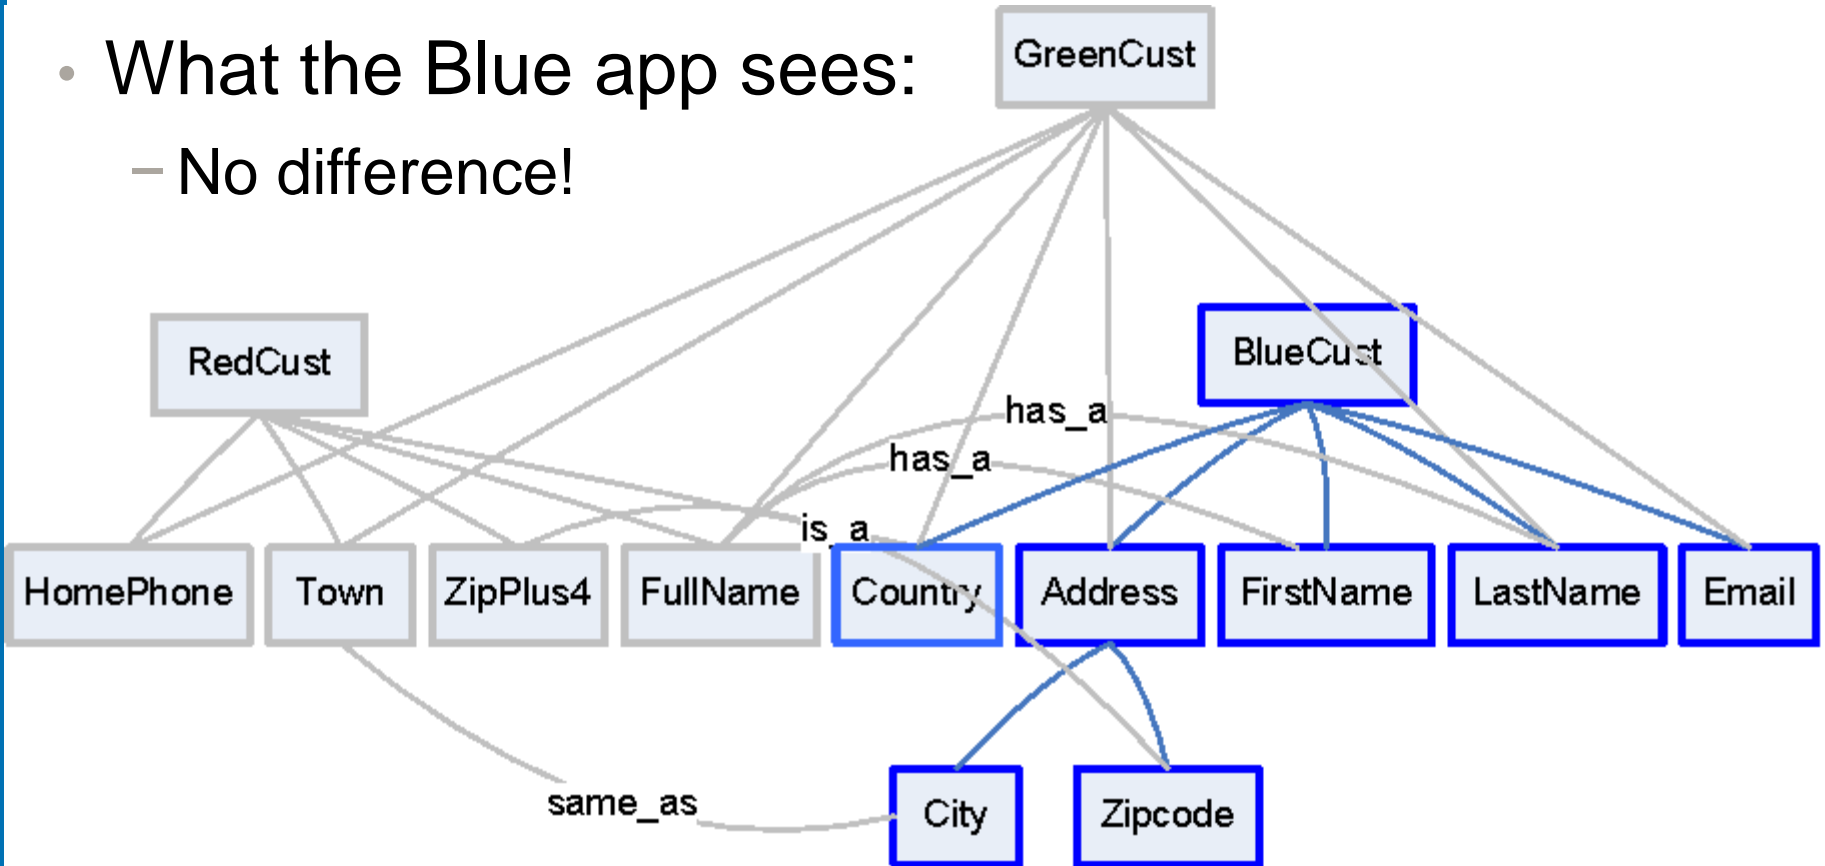 • What the Blue app sees:
– No difference!
GreenCust
RedCust
BlueCust
has_a
has_a
is_a
HomePhone
Town
ZipPlus4
FullName
Country
Address
FirstName
LastName
Email
same_as
City
Zipcode